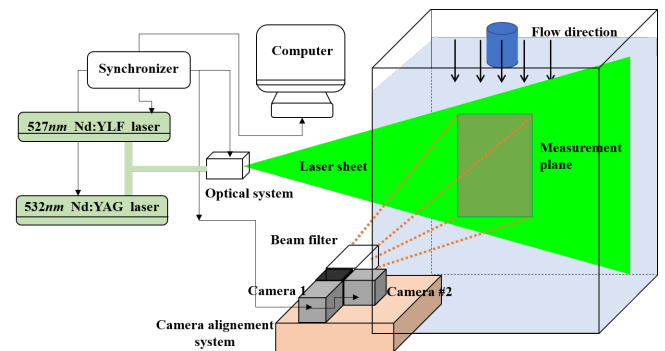 Synchronizer
Computer
Flow direction
527nm Nd:YLF laser
Laser sheet
Measurement
plane
Optical system
532nm Nd:YAG laser
Beam filter
Camera 1
Camera #2
Camera alignement
system